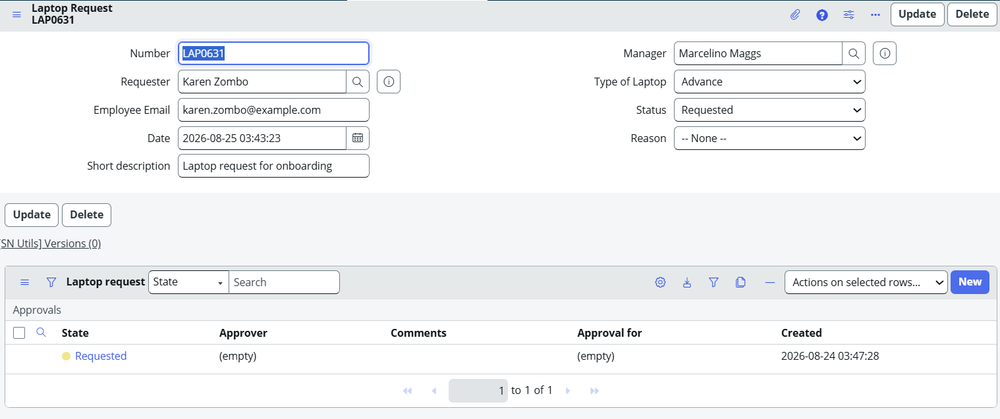 Laptop Request
LAP0631
Update
Delete
Number LAP0631
Manager Marcelino Maggs
Requester Karen Zombo
Type of Laptop Advance
Employee Email karen.zombo@example.com
Status Requested
Date 2026-08-25 03:43:23
Reason -- None --
Short description Laptop request for onboarding
Update Delete
[SN Utils] Versions (0)
Laptop request State Search Actions on selected rows... New
Approvals
State Approver Comments Approval for Created
Requested (empty) (empty) 2026-08-24 03:47:28
1 to 1 of 1